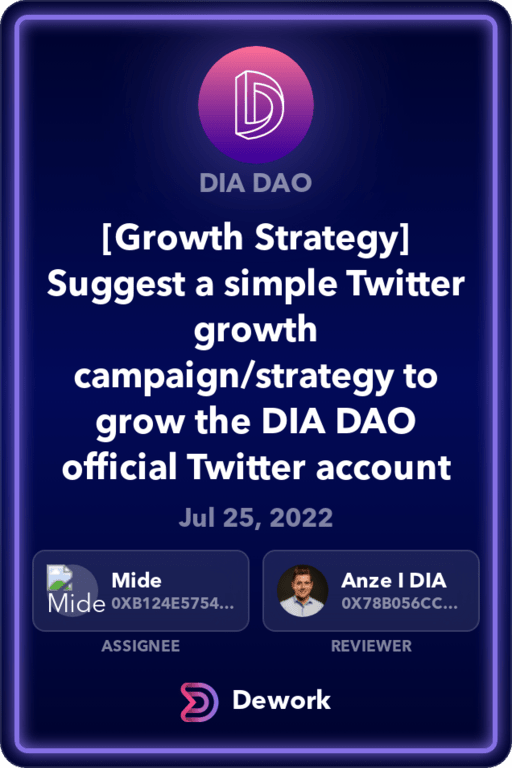 DIA DAO
[Growth Strategy]
Suggest a simple Twitter
growth
campaign/strategy to
grow the DIA DAO
official Twitter account
Jul 25, 2022
Mide
Mide
0XB124E5754...
Anze I DIA
0X78B056CC...
ASSIGNEE
REVIEWER
Dework